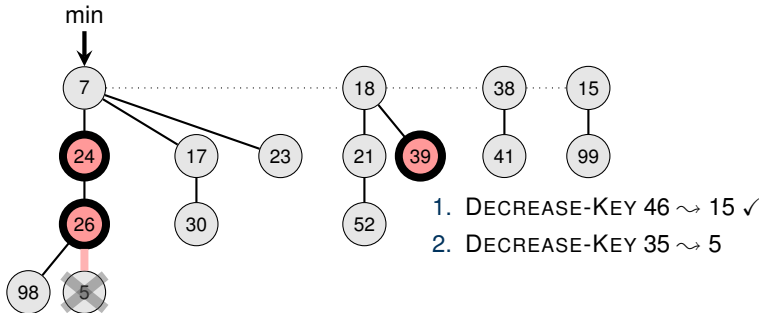 min
7 18 38 15
24 17 23 21 39 41 99
26 30 52
1. DECREASE-KEY 46 ⤳ 15 ✓
2. DECREASE-KEY 35 ⤳ 5
98 5